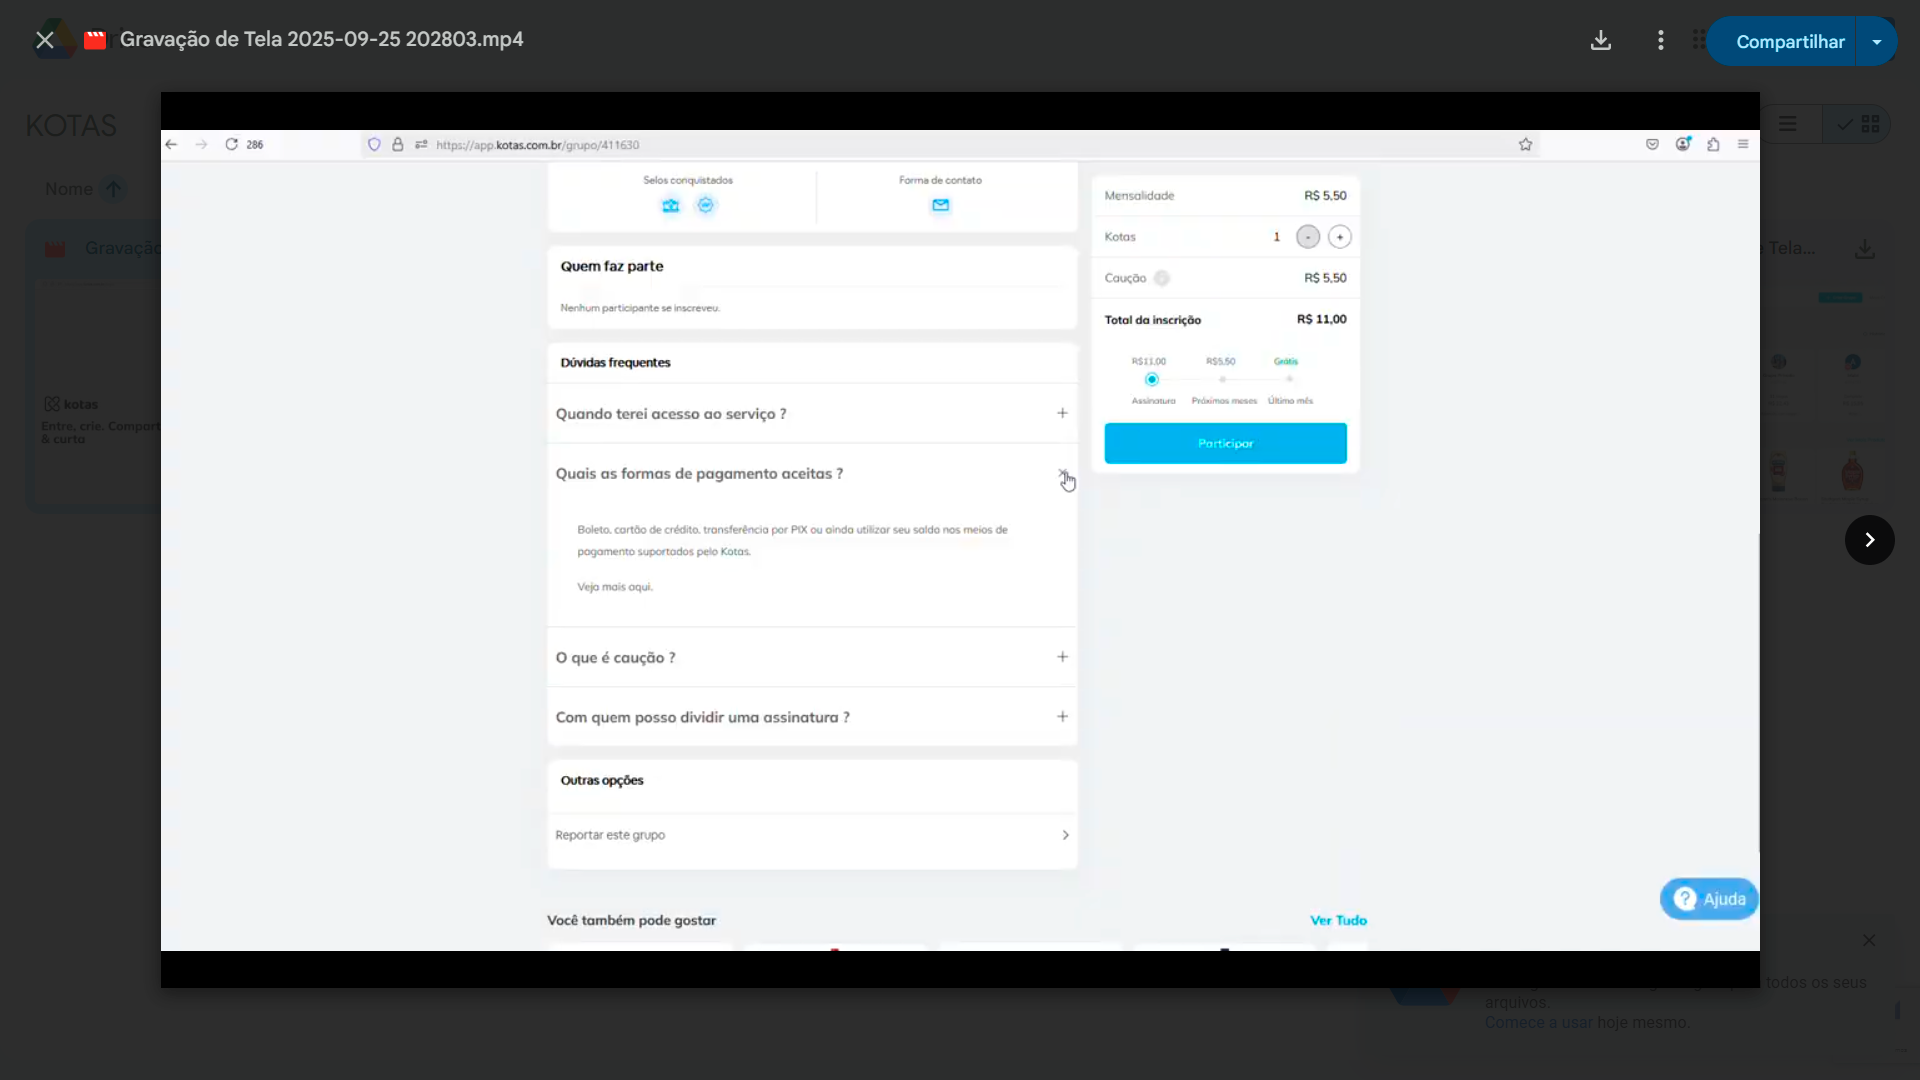 Gravação de Tela 2025-09-25 202803.mp4
Compartilhar
KOTAS
Nome
Gravação
Tela...
kotas
Entre, crie. Compart
& curta
286
https://app.kotas.com.br/grupo/411630
Selos conquistados
Forma de contato
Quem faz parte
Nenhum participante se inscreveu.
Dúvidas frequentes
Quando terei acesso ao serviço ?
Quais as formas de pagamento aceitas ?
Boleto, cartão de crédito, transferência por PIX ou ainda utilizar seu saldo nos meios de
pagamento suportados pelo Kotas.
Veja mais aqui.
O que é caução ?
Com quem posso dividir uma assinatura ?
Outras opções
Reportar este grupo
Você também pode gostar
Ver Tudo
Mensalidade R$ 5,50
Kotas 1 - +
Caução R$ 5,50
Total da inscrição R$ 11,00
R$11,00 R$5,50 Grátis
Assinatura Próximos meses Último mês
Participar
? Ajuda
todos os seus
arquivos.
Comece a usar hoje mesmo.